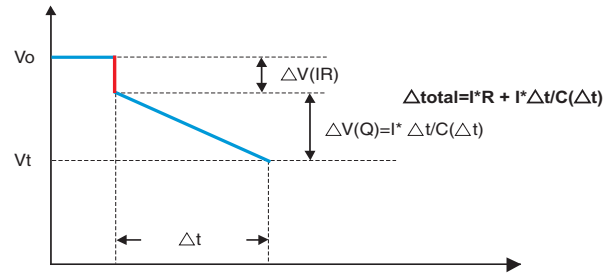 Vo
△V(IR)
△total=I*R + I*△t/C(△t)
△V(Q)=I* △t/C(△t)
Vt
△t